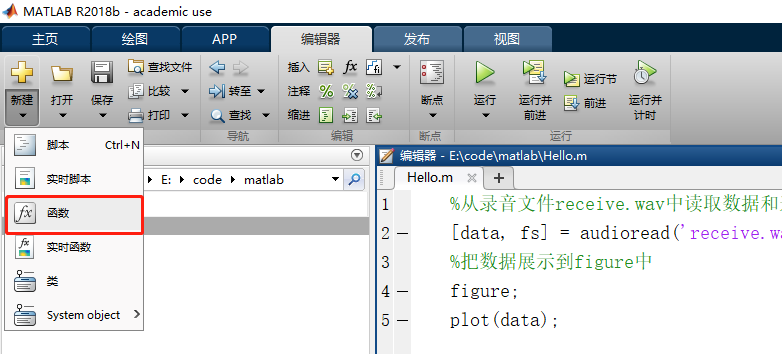 MATLAB R2018b - academic use
主页 绘图 APP 编辑器 发布 视图
新建 打开 保存 查找文件 比较 打印 转至 查找 插入 fx 注释 缩进 断点 运行 运行并前进 运行节 前进 运行并计时
导航 编辑 断点 运行
脚本 Ctrl+N
实时脚本
fx 函数
fx 实时函数
类
System object
E: code matlab
编辑器 - E:\code\matlab\Hello.m
Hello.m
1 %从录音文件receive.wav中读取数据和
2 [data, fs] = audioread('receive.wa
3 %把数据展示到figure中
4 figure;
5 plot(data);